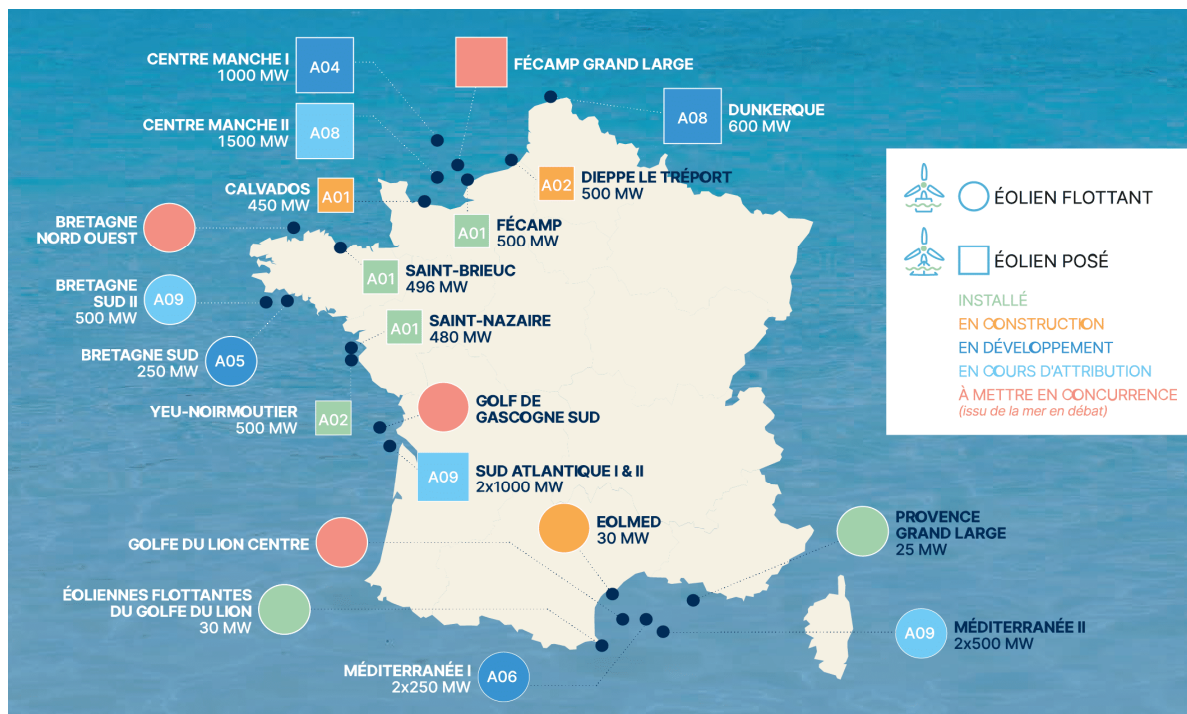 CENTRE MANCHE I
1000 MW
A04
FÉCAMP GRAND LARGE
A08
DUNKERQUE
600 MW
CENTRE MANCHE II
1500 MW
A08
CALVADOS
450 MW
A01
A02
DIEPPE LE TRÉPORT
500 MW
BRETAGNE
NORD OUEST
A01
FÉCAMP
500 MW
A01
SAINT-BRIEUC
496 MW
BRETAGNE
SUD II
500 MW
A09
A01
SAINT-NAZAIRE
480 MW
BRETAGNE SUD
250 MW
A05
YEU-NOIRMOUTIER
500 MW
A02
GOLF DE
GASCOGNE SUD
A09
SUD ATLANTIQUE I & II
2x1000 MW
EOLMED
30 MW
PROVENCE
GRAND LARGE
25 MW
GOLFE DU LION CENTRE
ÉOLIENNES FLOTTANTES
DU GOLFE DU LION
30 MW
A09
MÉDITERRANÉE II
2x500 MW
MÉDITERRANÉE I
2x250 MW
A06
ÉOLIEN FLOTTANT
ÉOLIEN POSÉ
INSTALLÉ
EN CONSTRUCTION
EN DÉVELOPPEMENT
EN COURS D'ATTRIBUTION
À METTRE EN CONCURRENCE
(issu de la mer en débat)